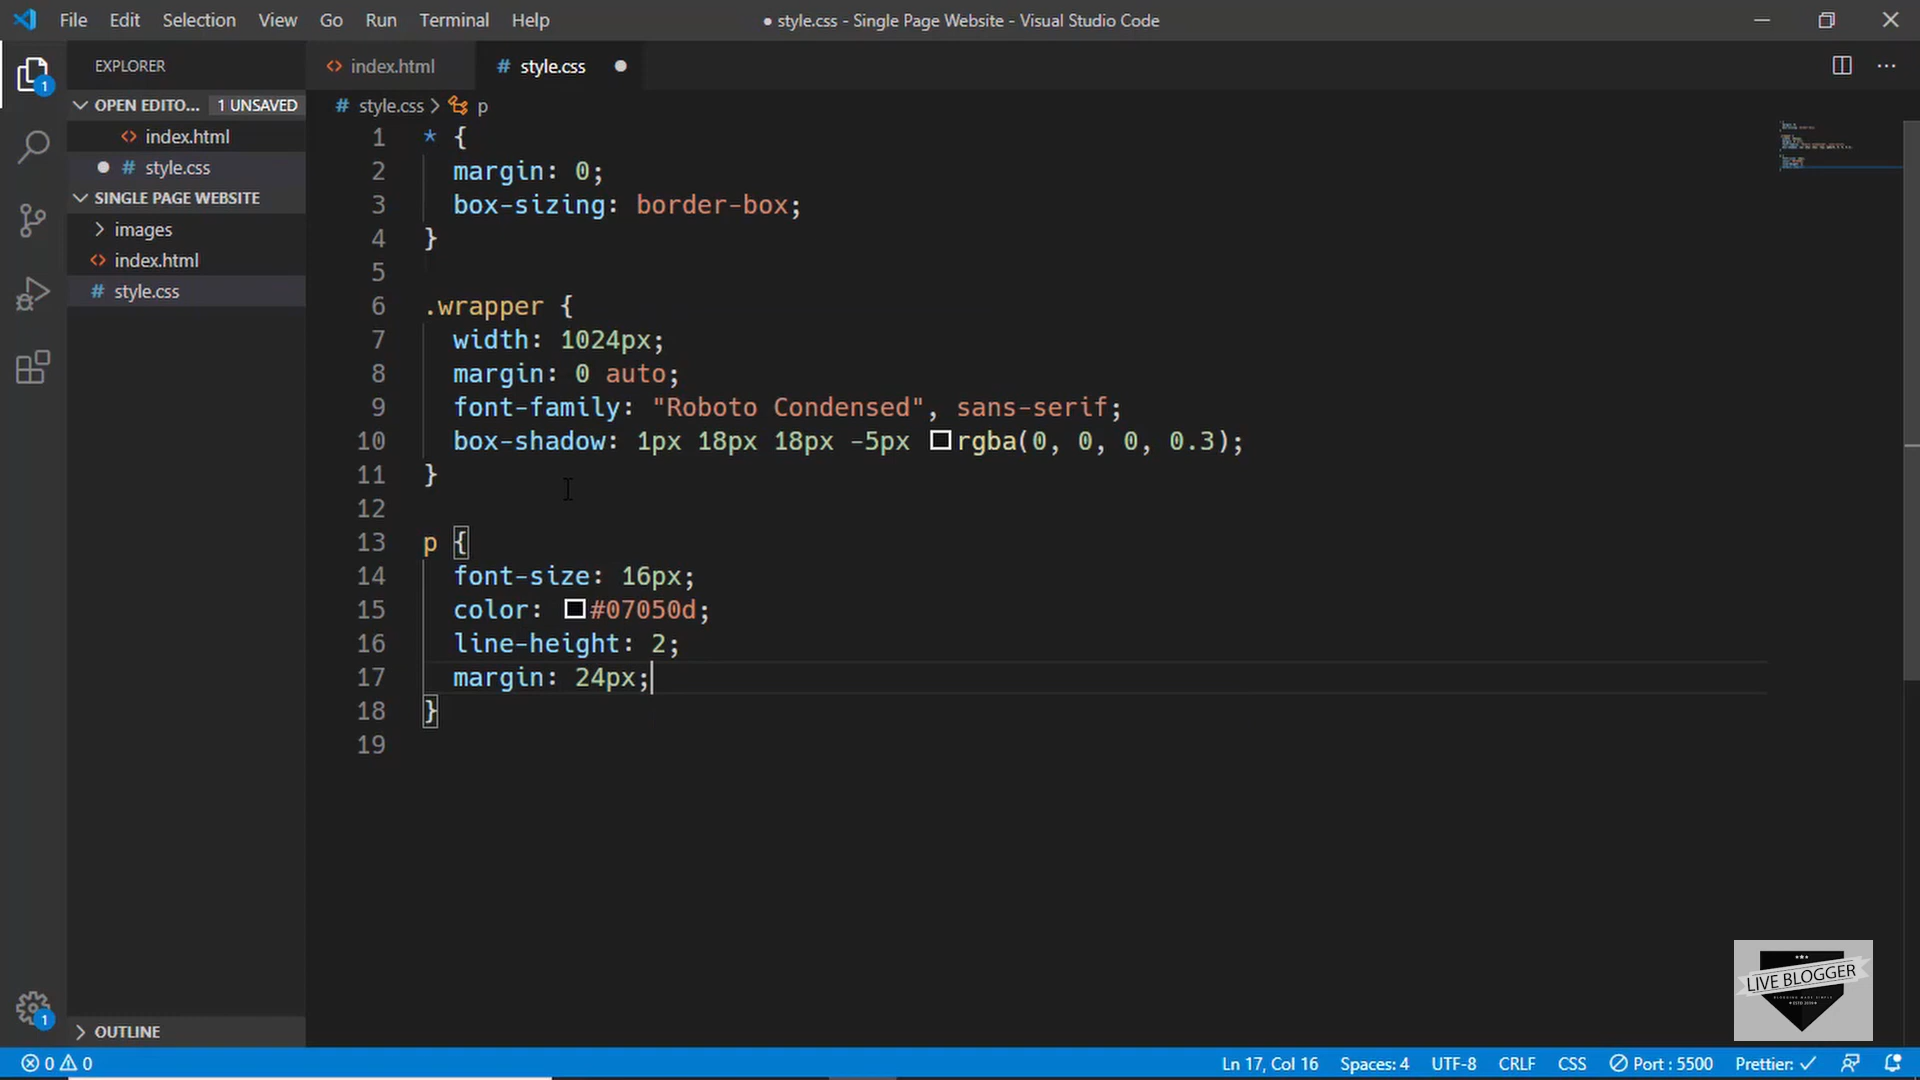 File Edit Selection View Go Run Terminal Help
● style.css - Single Page Website - Visual Studio Code
EXPLORER
OPEN EDITO... 1 UNSAVED
index.html
style.css
SINGLE PAGE WEBSITE
images
index.html
style.css
OUTLINE
index.html
style.css
style.css > p
1 * {
2 margin: 0;
3 box-sizing: border-box;
4 }
5
6 .wrapper {
7 width: 1024px;
8 margin: 0 auto;
9 font-family: "Roboto Condensed", sans-serif;
10 box-shadow: 1px 18px 18px -5px rgba(0, 0, 0, 0.3);
11 }
12
13 p {
14 font-size: 16px;
15 color: #07050d;
16 line-height: 2;
17 margin: 24px;
18 }
19
LIVE BLOGGER
1
1
0 0
Ln 17, Col 16 Spaces: 4 UTF-8 CRLF CSS Port : 5500 Prettier: ✓